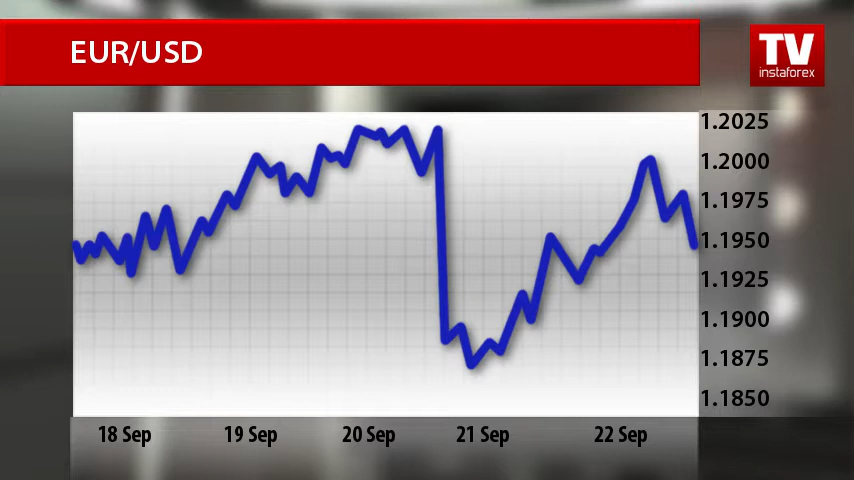 EUR/USD
TV
instaforex
1.2025
1.2000
1.1975
1.1950
1.1925
1.1900
1.1875
1.1850
18 Sep
19 Sep
20 Sep
21 Sep
22 Sep